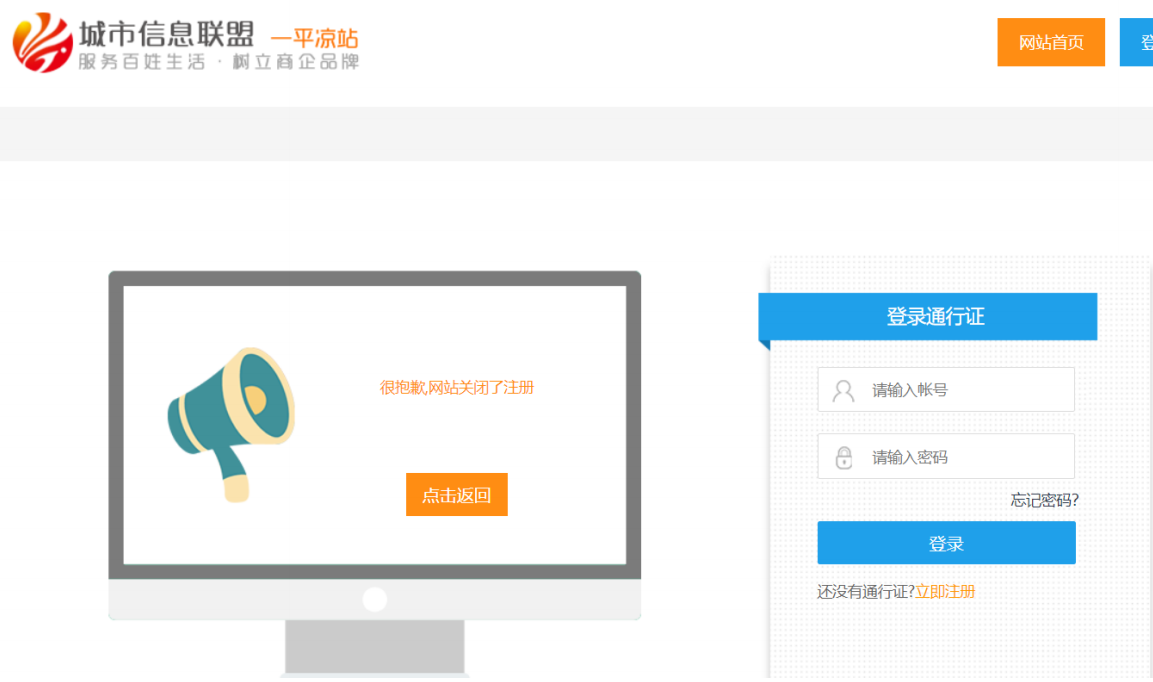 城市信息联盟 —平凉站
服务百姓生活·树立商企品牌
网站首页
登
很抱歉,网站关闭了注册
点击返回
登录通行证
请输入帐号
请输入密码
忘记密码?
登录
还没有通行证?立即注册